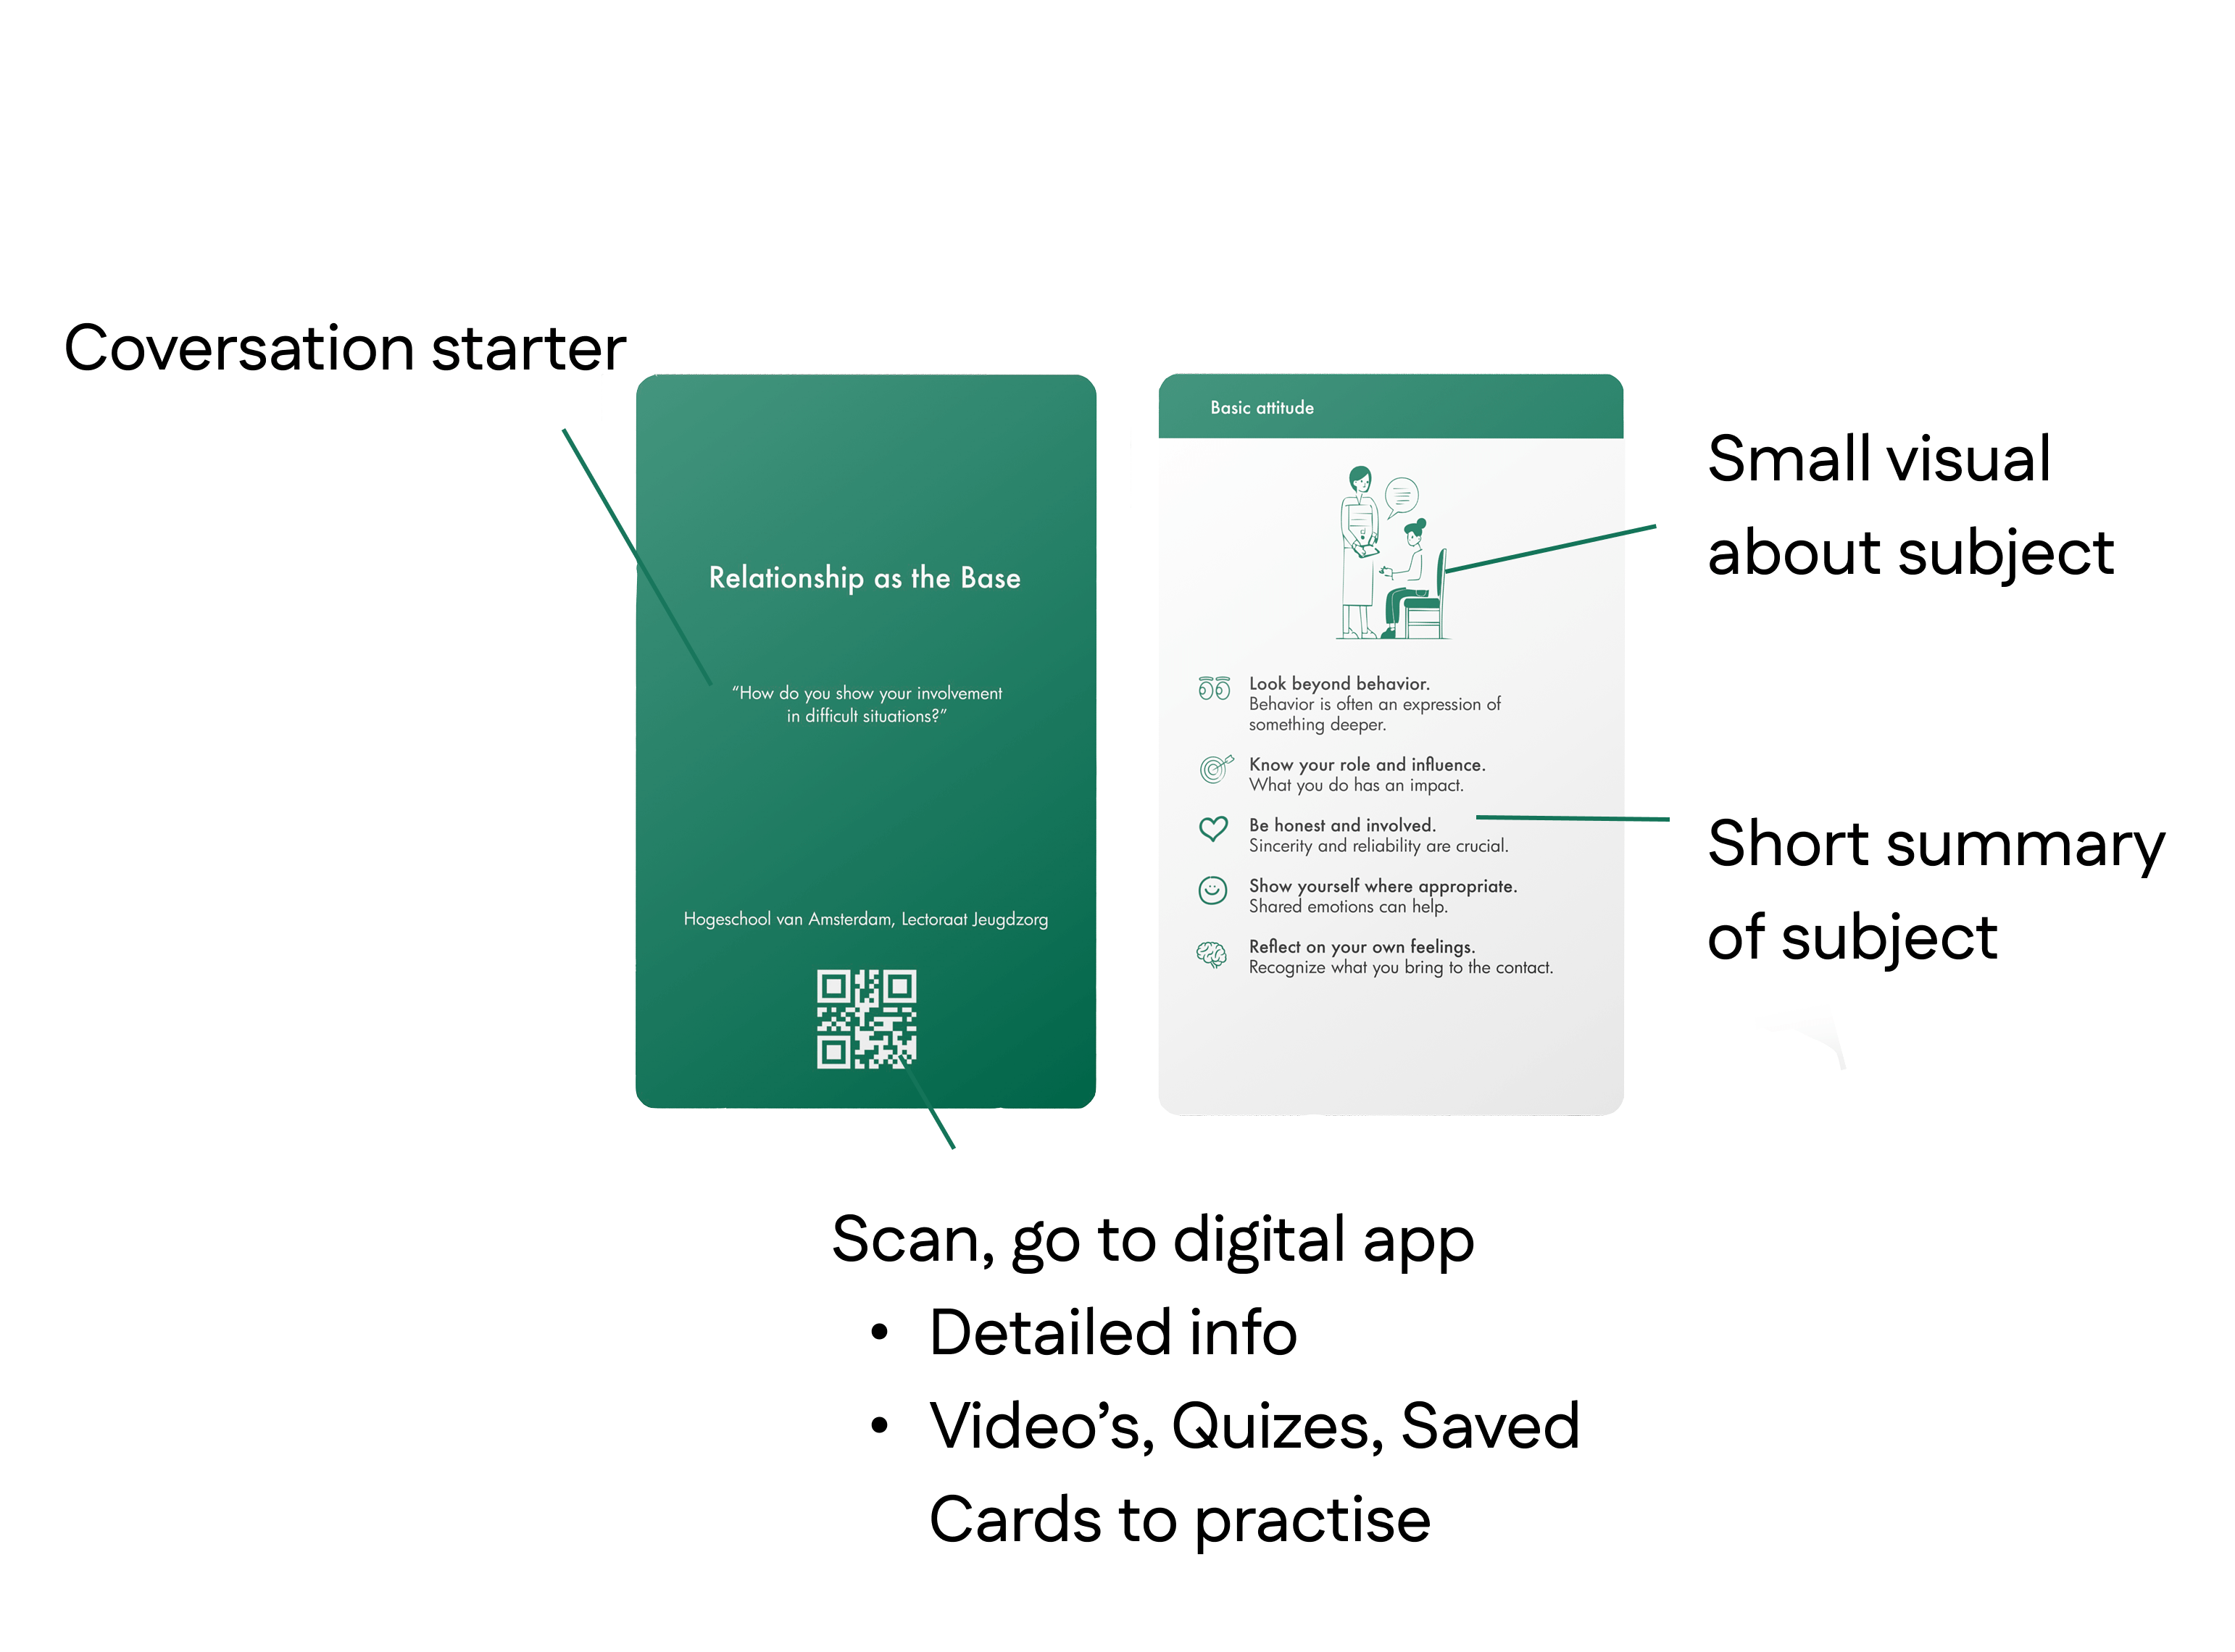 Coversation starter
Relationship as the Base
“How do you show your involvement
in difficult situations?”
Hogeschool van Amsterdam, Lectoraat Jeugdzorg
Basic attitude
Look beyond behavior.
Behavior is often an expression of
something deeper.
Know your role and influence.
What you do has an impact.
Be honest and involved.
Sincerity and reliability are crucial.
Show yourself where appropriate.
Shared emotions can help.
Reflect on your own feelings.
Recognize what you bring to the contact.
Small visual
about subject
Short summary
of subject
Scan, go to digital app
• Detailed info
• Video’s, Quizes, Saved
Cards to practise